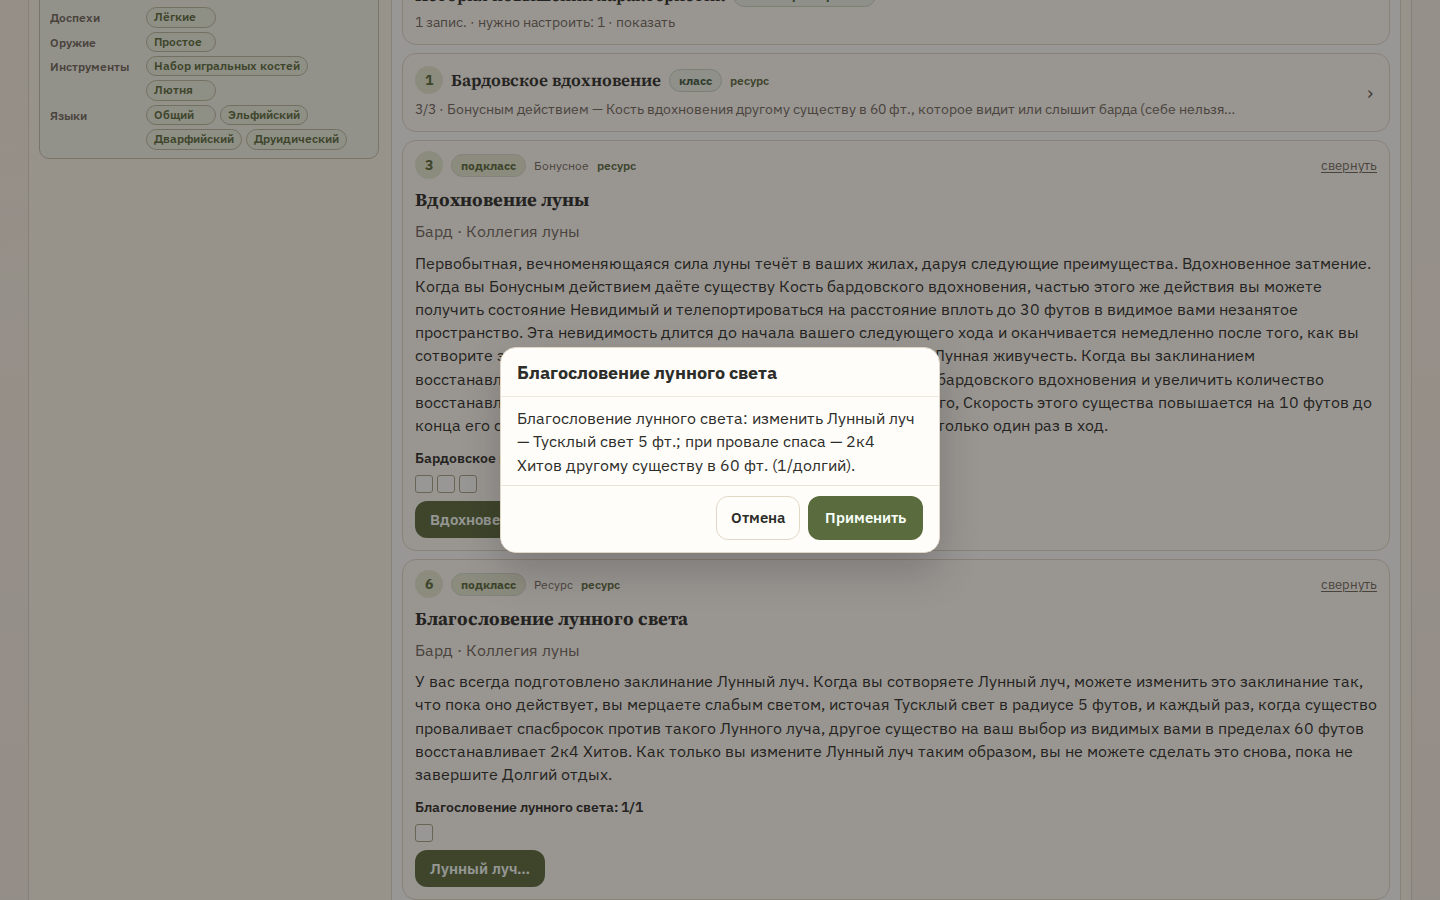 Доспехи
Лёгкие
Оружие
Простое
Инструменты
Набор игральных костей
Лютня
Языки
Общий
Эльфийский
Дварфийский
Друидический
1 запис. · нужно настроить: 1 · показать
1
Бардовское вдохновение
класс
ресурс
3/3 · Бонусным действием — Кость вдохновения другому существу в 60 фт., которое видит или слышит барда (себе нельзя...
›
3
подкласс
Бонусное
ресурс
свернуть
Вдохновение луны
Бард · Коллегия луны
Первобытная, вечноменяющаяся сила луны течёт в ваших жилах, даруя следующие преимущества. Вдохновенное затмение.
Когда вы Бонусным действием даёте существу Кость бардовского вдохновения, частью этого же действия вы можете
получить состояние Невидимый и телепортироваться на расстояние вплоть до 30 футов в видимое вами незанятое
пространство. Эта невидимость длится до начала вашего следующего хода и оканчивается немедленно после того, как вы
сотворите Лунная живучесть. Когда вы заклинанием
восстанавл бардовского вдохновения и увеличить количество
восстанавл го, Скорость этого существа повышается на 10 футов до
конца его только один раз в ход.
Бардовское
Вдохнове
Благословение лунного света
Благословение лунного света: изменить Лунный луч
— Тусклый свет 5 фт.; при провале спаса — 2к4
Хитов другому существу в 60 фт. (1/долгий).
Отмена
Применить
6
подкласс
Ресурс
ресурс
свернуть
Благословение лунного света
Бард · Коллегия луны
У вас всегда подготовлено заклинание Лунный луч. Когда вы сотворяете Лунный луч, можете изменить это заклинание так,
что пока оно действует, вы мерцаете слабым светом, источая Тусклый свет в радиусе 5 футов, и каждый раз, когда существо
проваливает спасбросок против такого Лунного луча, другое существо на ваш выбор из видимых вами в пределах 60 футов
восстанавливает 2к4 Хитов. Как только вы измените Лунный луч таким образом, вы не можете сделать это снова, пока не
завершите Долгий отдых.
Благословение лунного света: 1/1
Лунный луч...